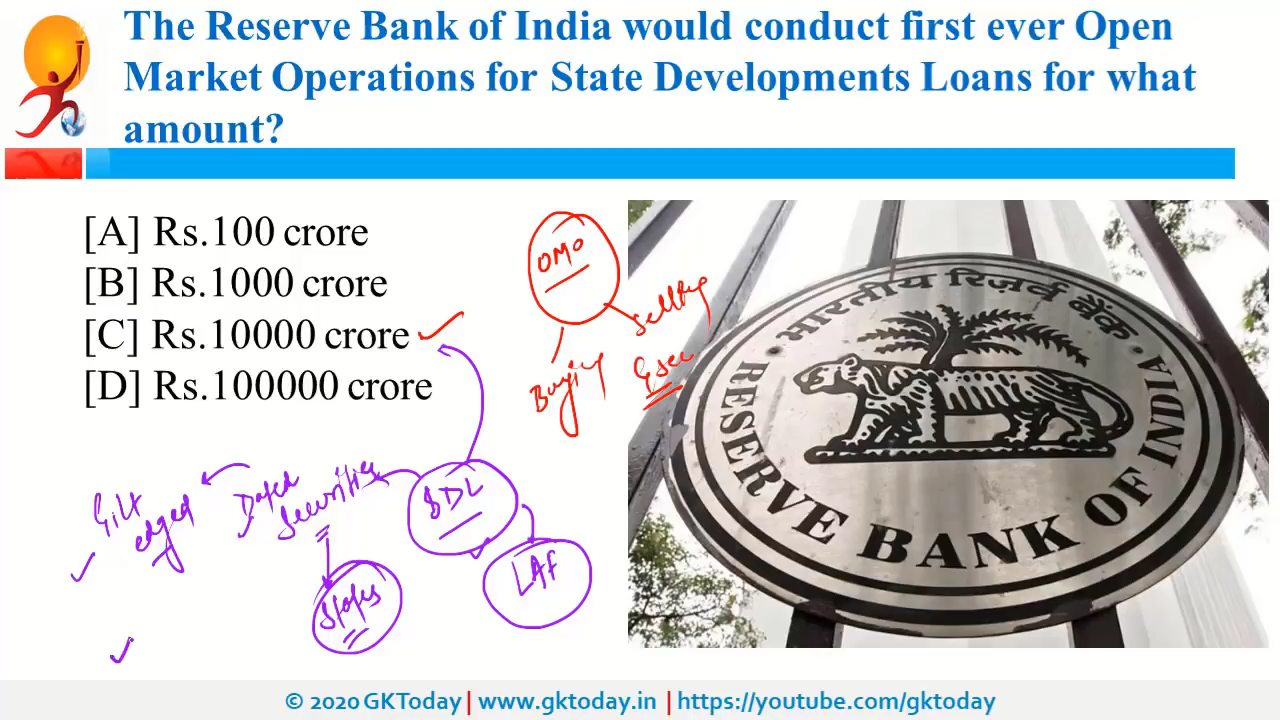 The Reserve Bank of India would conduct first ever Open
Market Operations for State Developments Loans for what
amount?
[A] Rs.100 crore
[B] Rs.1000 crore
[C] Rs.10000 crore
[D] Rs.100000 crore
OMO
Selling
Buying
Gsec
SDL
Dated
Securities
Gilt
edged
LAF
States
भारतीय रिज़र्व बैंक
RESERVE BANK OF INDIA
© 2020 GKToday | www.gktoday.in | https://youtube.com/gktoday